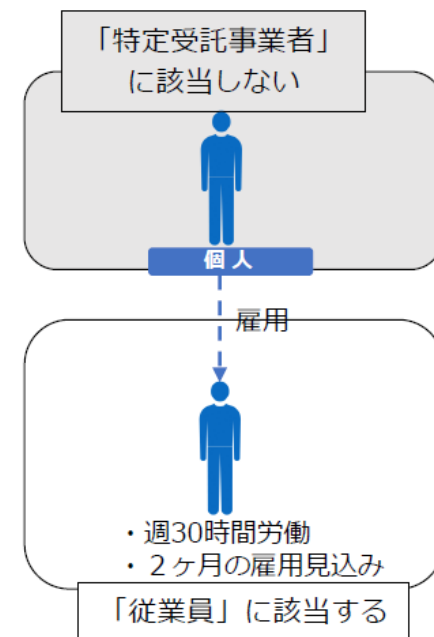 「特定受託事業者」
に該当しない
個人
雇用
・週30時間労働
・２ヶ月の雇用見込み
「従業員」に該当する